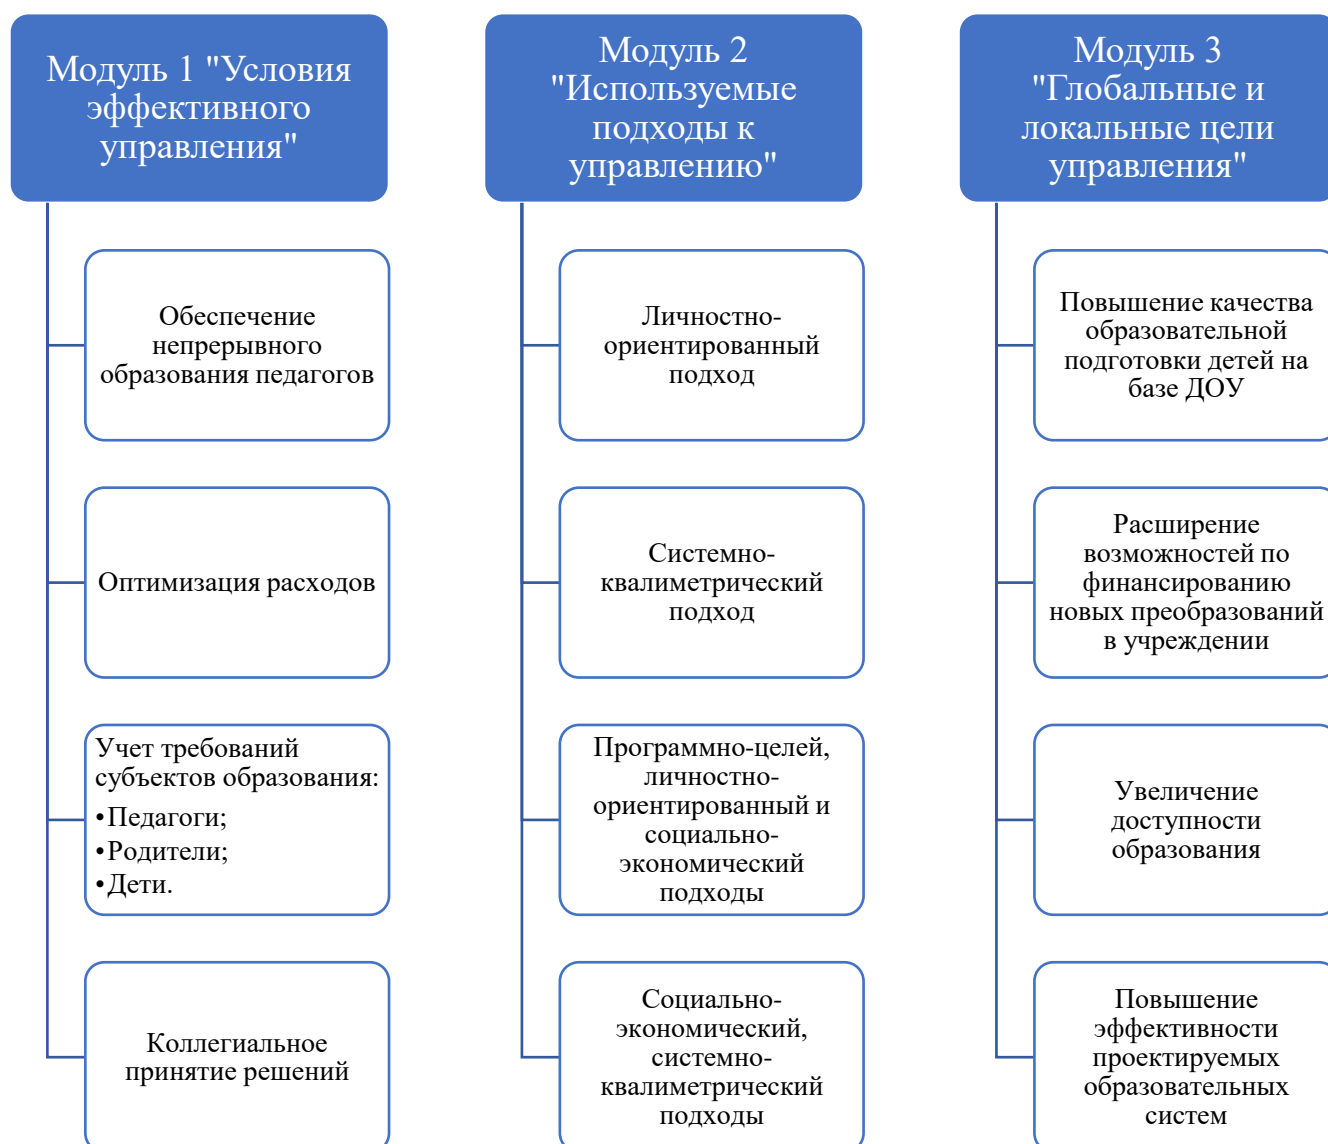 Модуль 1 "Условия
эффективного
управления"
Обеспечение
непрерывного
образования педагогов
Оптимизация расходов
Учет требований
субъектов образования:
•Педагоги;
•Родители;
•Дети.
Коллегиальное
принятие решений
Модуль 2
"Используемые
подходы к
управлению"
Личностно-
ориентированный
подход
Системно-
квалиметрический
подход
Программно-целей,
личностно-
ориентированный и
социально-
экономический
подходы
Социально-
экономический,
системно-
квалиметрический
подходы
Модуль 3
"Глобальные и
локальные цели
управления"
Повышение качества
образовательной
подготовки детей на
базе ДОУ
Расширение
возможностей по
финансированию
новых преобразований
в учреждении
Увеличение
доступности
образования
Повышение
эффективности
проектируемых
образовательных
систем